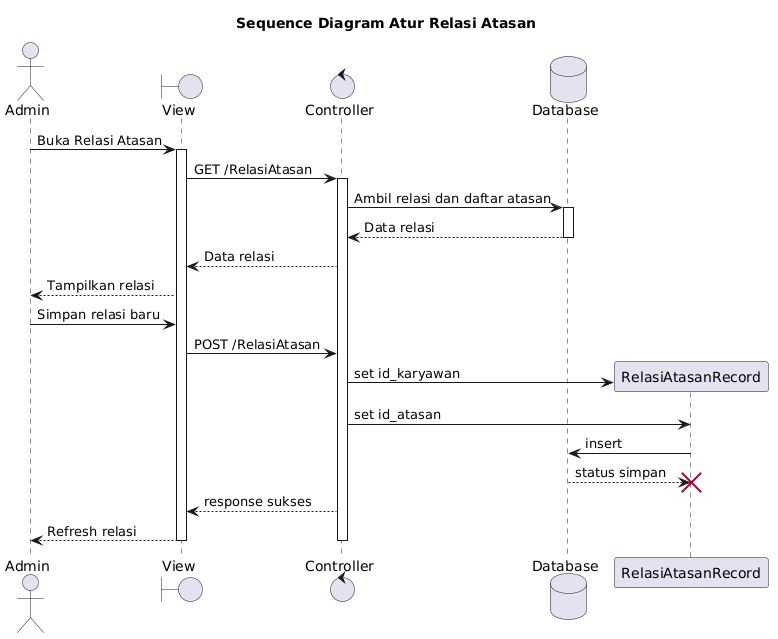 Sequence Diagram Atur Relasi Atasan
Admin
View
Controller
Database
Buka Relasi Atasan
GET /RelasiAtasan
Ambil relasi dan daftar atasan
Data relasi
Data relasi
Tampilkan relasi
Simpan relasi baru
POST /RelasiAtasan
set id_karyawan
RelasiAtasanRecord
set id_atasan
insert
status simpan
response sukses
Refresh relasi
Admin
View
Controller
Database
RelasiAtasanRecord